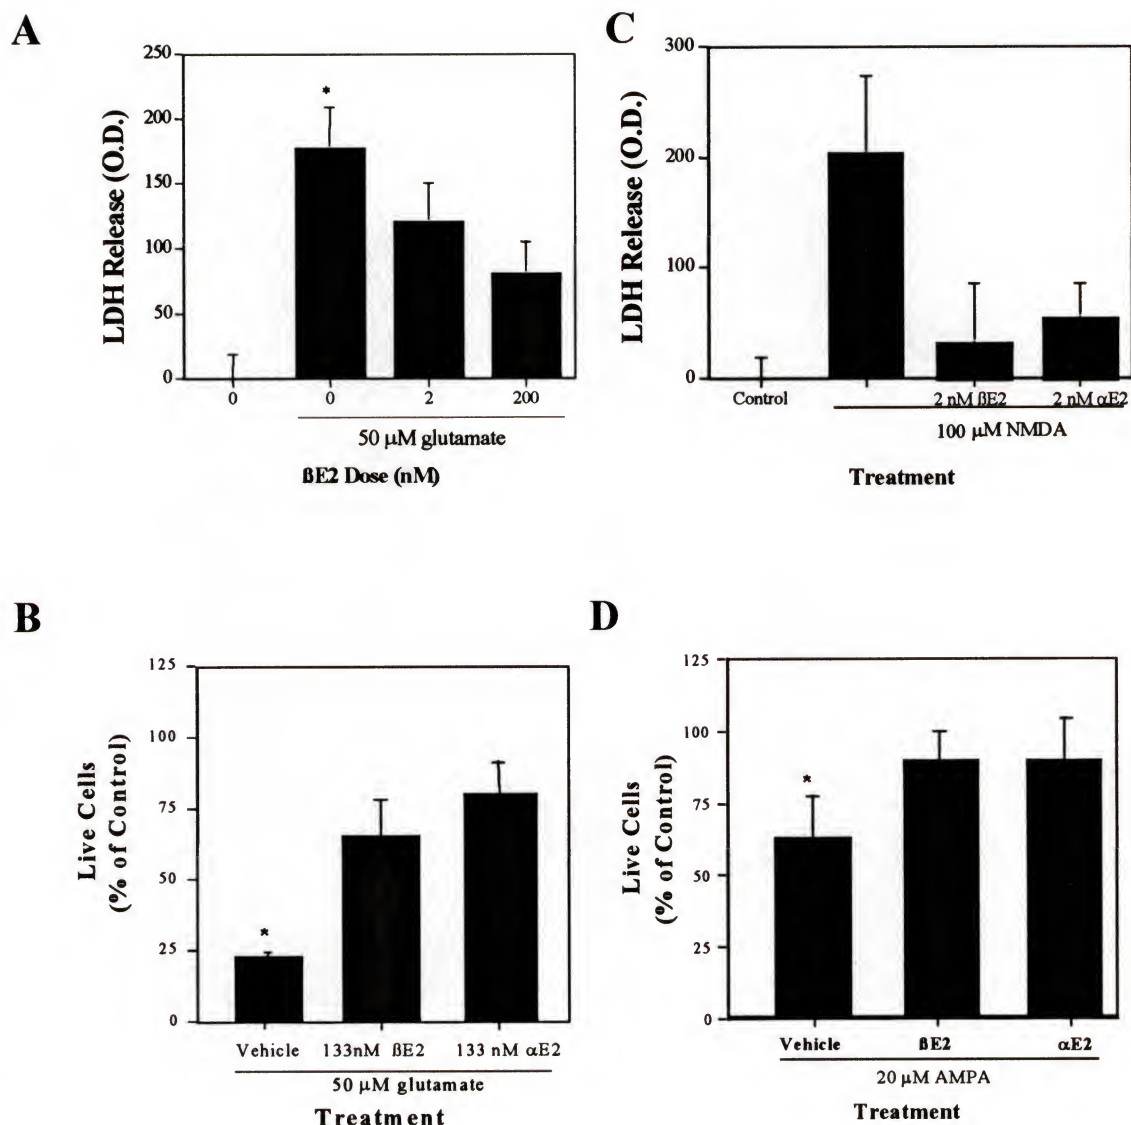 A
250
200
150
100
50
0
LDH Release (O.D.)
*
0
0
2
200
50 µM glutamate
ßE2 Dose (nM)
C
300
200
100
0
LDH Release (O.D.)
Control
2 nM ßE2
2 nM αE2
100 µM NMDA
Treatment
B
125
100
75
50
25
0
Live Cells
(% of Control)
*
Vehicle
133nM ßE2
133 nM αE2
50 µM glutamate
Treatment
D
125
100
75
50
25
0
Live Cells
(% of Control)
*
Vehicle
ßE2
αE2
20 µM AMPA
Treatment